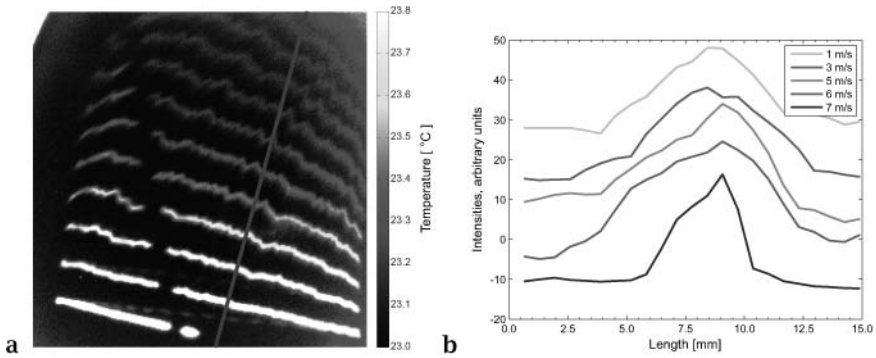 23.8
23.7
23.6
23.5
23.4
23.3
23.2
23.1
23.0
Temperature [ °C]
a
50
40
30
20
10
0
-10
-20
0.0 2.5 5.0 7.5 10.0 12.5 15.0
Length [mm]
Intensities, arbitrary units
1 m/s
3 m/s
5 m/s
6 m/s
7 m/s
b